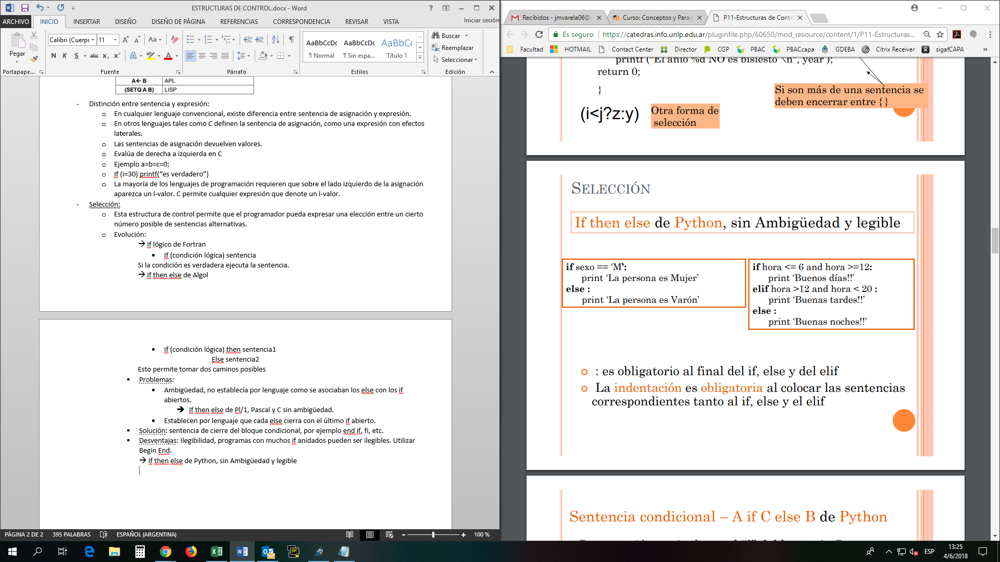 ESTRUCTURAS DE CONTROL.docx - Word
ARCHIVO INICIO INSERTAR DISEÑO DISEÑO DE PÁGINA REFERENCIAS CORRESPONDENCIA REVISAR VISTA Iniciar sesión
Calibri (Cuerp 11
Pegar
N K S abc x₂ x²
AaBbCcDc AaBbCcDc AaBbCc
¶ Normal ¶ Sin espa... Título 1
Buscar
Reemplazar
Seleccionar
Portapape... Fuente Párrafo Estilos Edición
A← B APL
(SETQ A B) LISP
- Distinción entre sentencia y expresión:
o En cualquier lenguaje convencional, existe diferencia entre sentencia de asignación y expresión.
o En otros lenguajes tales como C definen la sentencia de asignación, como una expresión con efectos
laterales.
o Las sentencias de asignación devuelven valores.
o Evalúa de derecha a izquierda en C
o Ejemplo a=b=c=0;
o If (i=30) printf(“es verdadero”)
o La mayoría de los lenguajes de programación requieren que sobre el lado izquierdo de la asignación
aparezca un l-valor. C permite cualquier expresión que denote un l-valor.
- Selección:
o Esta estructura de control permite que el programador pueda expresar una elección entre un cierto
número posible de sentencias alternativas.
o Evolución:
→ If lógico de Fortran
• If (condición lógica) sentencia
Si la condición es verdadera ejecuta la sentencia.
→ If then else de Algol
• If (condición lógica) then sentencia1
Else sentencia2
Esto permite tomar dos caminos posibles
▪ Problemas:
• Ambigüedad, no establecía por lenguaje como se asociaban los else con los if
abiertos.
➔ If then else de Pl/1, Pascal y C sin ambigüedad.
• Establecen por lenguaje que cada else cierra con el último if abierto.
▪ Solución: sentencia de cierre del bloque condicional, por ejemplo end if, fi, etc.
▪ Desventajas: Ilegibilidad, programas con muchos if anidados pueden ser ilegibles. Utilizar
Begin End.
→ If then else de Python, sin Ambigüedad y legible
PÁGINA 2 DE 2 395 PALABRAS ESPAÑOL (ARGENTINA) 100 %
Recibidos - jmvarela06@ Curso: Conceptos y Parad P11-Estructuras de Contr
Es seguro https://catedras.info.unlp.edu.ar/pluginfile.php/60650/mod_resource/content/1/P11-Estructuras...
Facultad HOTMAIL Contact Center Director CGP PBAC PBACcapa GDEBA Citrix Receiver sigafCAPA »
printf ("El anio %d NO es bisiesto \n", year );
return 0;
}
Si son más de una sentencia se
deben encerrar entre {}
(i<j?z:y)
Otra forma de
selección
SELECCIÓN
If then else de Python, sin Ambigüedad y legible
if sexo == ‘M’:
print ‘La persona es Mujer’
else :
print ‘La persona es Varón’
if hora <= 6 and hora >=12:
print ‘Buenos días!!’
elif hora >12 and hora < 20 :
print ‘Buenas tardes!!’
else :
print ‘Buenas noches!!’
: es obligatorio al final del if, else y del elif
La indentación es obligatoria al colocar las sentencias
correspondientes tanto al if, else y el elif
Sentencia condicional – A if C else B de Python
ESP
13:25
4/6/2018